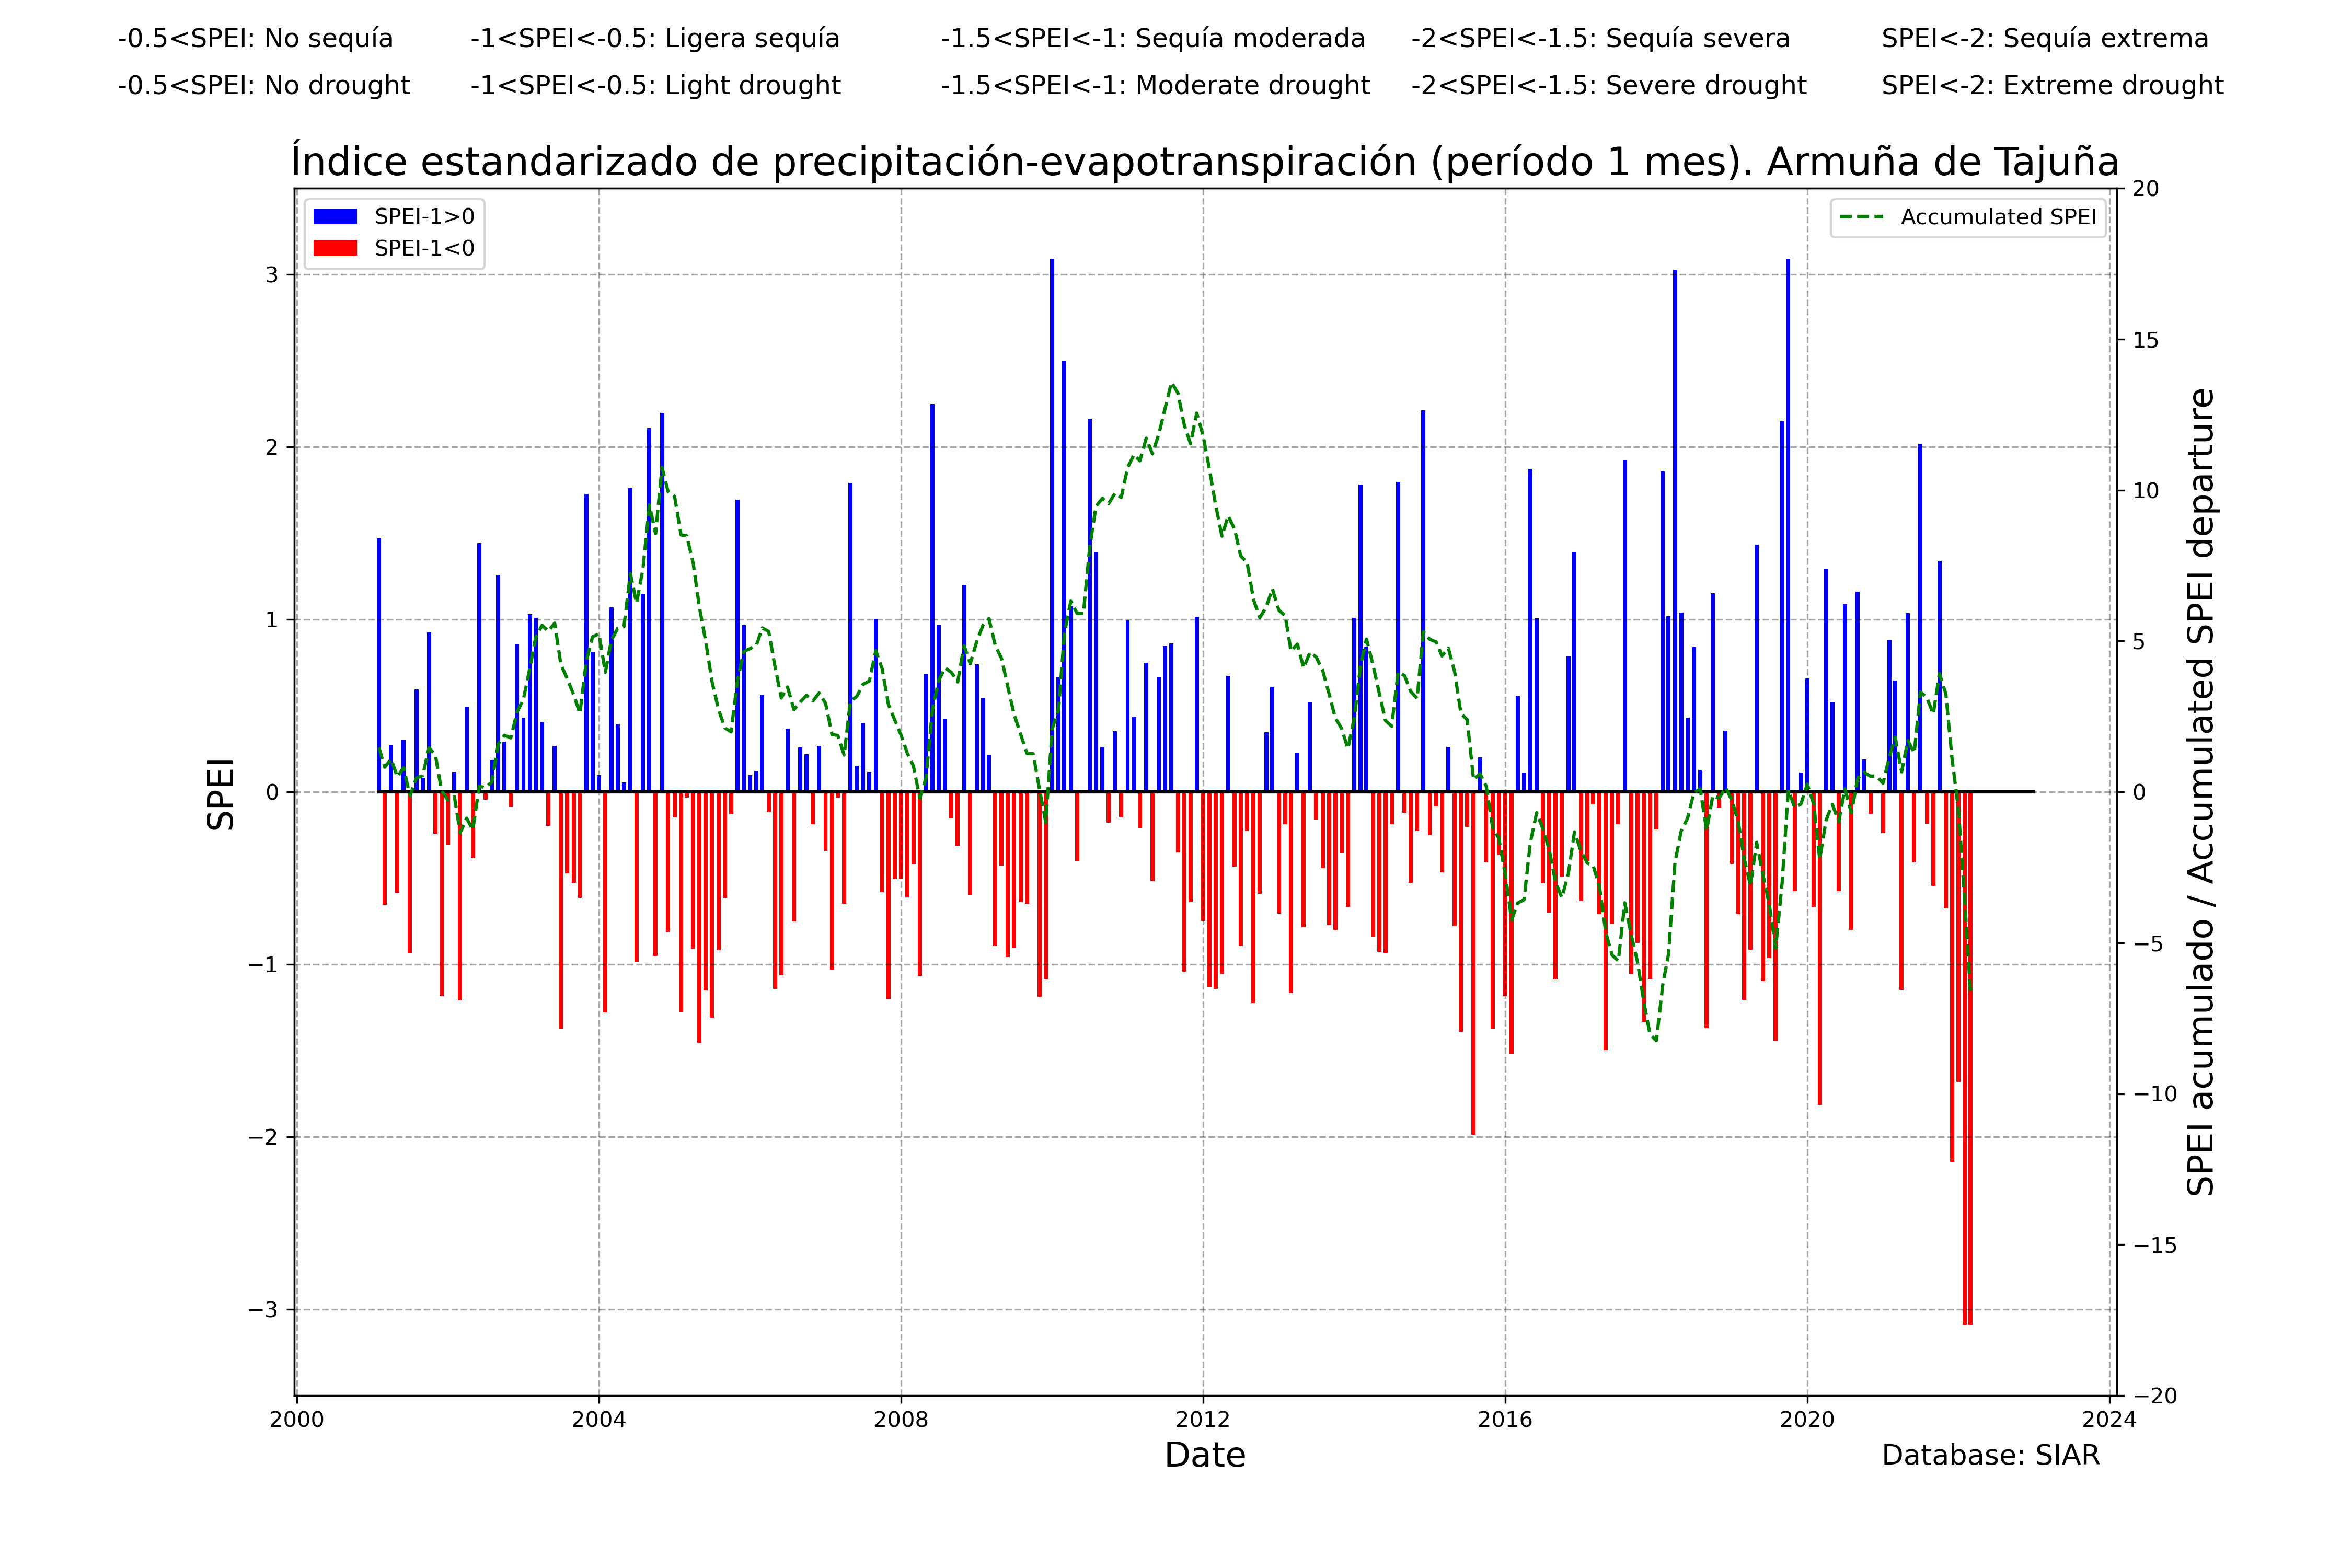 -0.5<SPEI: No sequía -1<SPEI<-0.5: Ligera sequía -1.5<SPEI<-1: Sequía moderada -2<SPEI<-1.5: Sequía severa SPEI<-2: Sequía extrema
-0.5<SPEI: No drought -1<SPEI<-0.5: Light drought -1.5<SPEI<-1: Moderate drought -2<SPEI<-1.5: Severe drought SPEI<-2: Extreme drought
Índice estandarizado de precipitación-evapotranspiración (período 1 mes). Armuña de Tajuña
SPEI-1>0
SPEI-1<0
Accumulated SPEI
SPEI
3
2
1
0
−1
−2
−3
20
15
10
5
0
−5
−10
−15
−20
SPEI acumulado / Accumulated SPEI departure
2000 2004 2008 2012 2016 2020 2024
Date
Database: SIAR